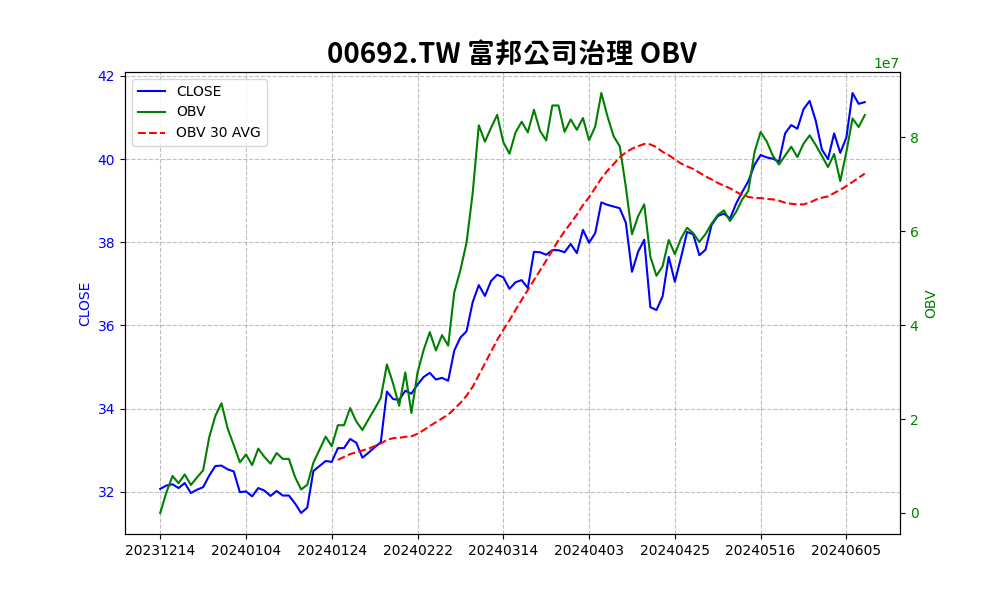 00692.TW 富邦公司治理 OBV
1e7
CLOSE
OBV
OBV 30 AVG
42
40
38
36
34
32
CLOSE
8
6
4
2
0
OBV
20231214 20240104 20240124 20240222 20240314 20240403 20240425 20240516 20240605